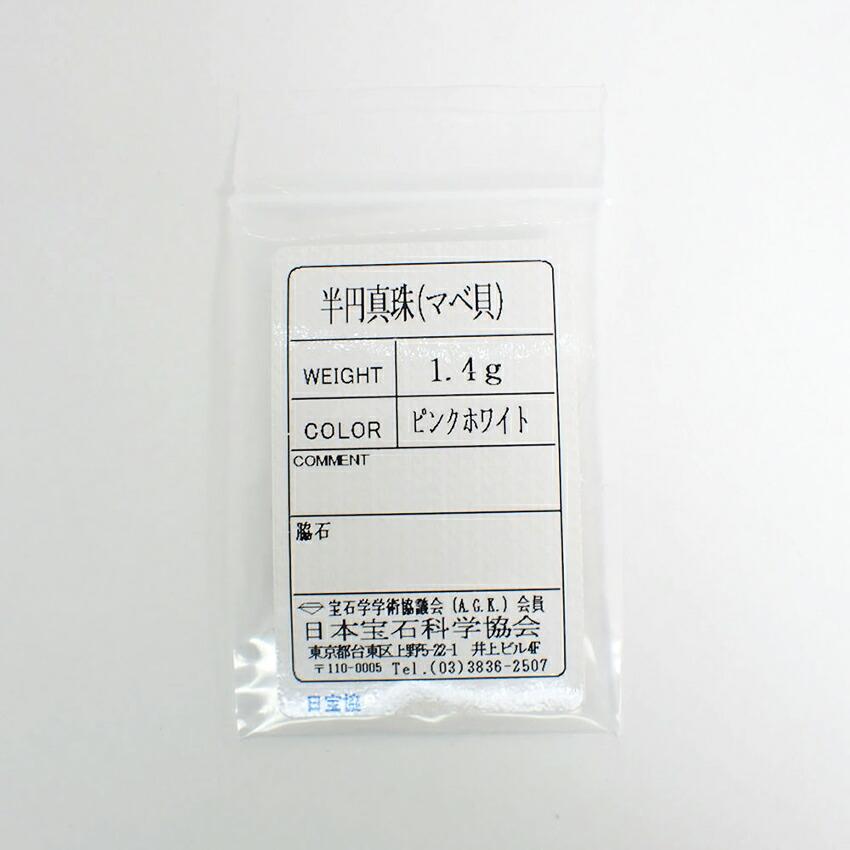 半円真珠(マベ貝)
WEIGHT 1.4g
COLOR ピンクホワイト
COMMENT
脇石
宝石学学術協議会(A.G.K.)会員
日本宝石科学協会
東京都台東区上野5-22-1 井上ビル4F
〒110-0005 Tel.(03)3836-2507
日宝協